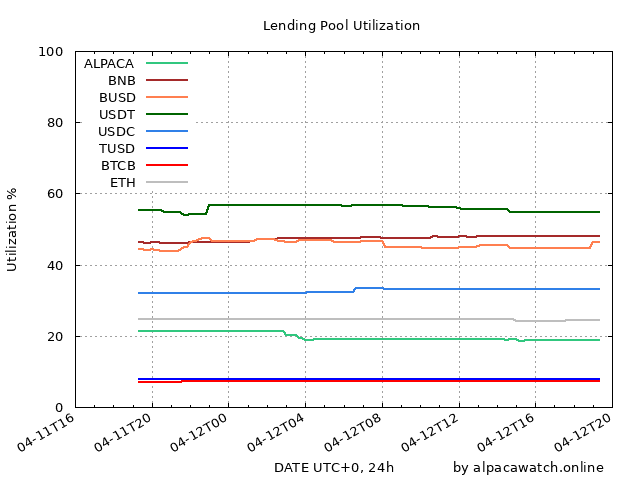 Lending Pool Utilization
100
80
60
40
20
0
Utilization %
ALPACA
BNB
BUSD
USDT
USDC
TUSD
BTCB
ETH
04-11T16
04-11T20
04-12T00
04-12T04
04-12T08
04-12T12
04-12T16
04-12T20
DATE UTC+0, 24h
by alpacawatch.online